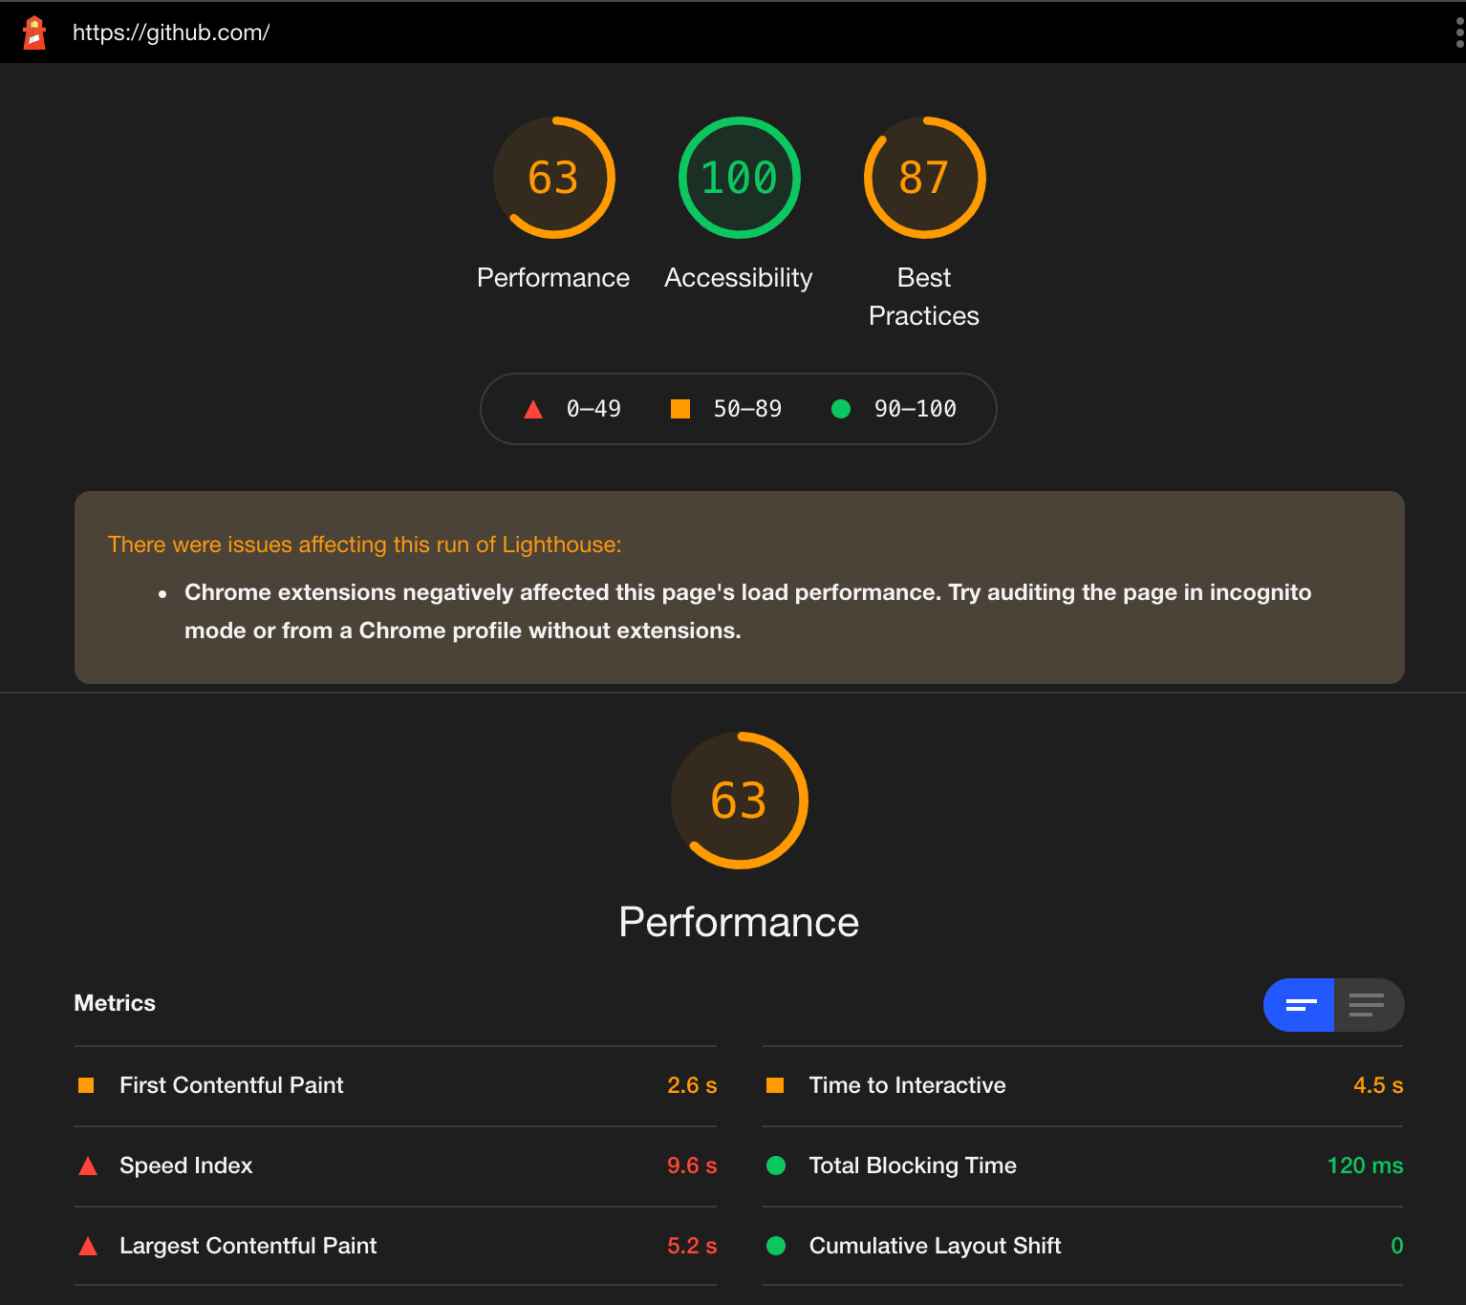 https://github.com/
63
100
87
Performance
Accessibility
Best
Practices
0–49
50–89
90–100
There were issues affecting this run of Lighthouse:
• Chrome extensions negatively affected this page's load performance. Try auditing the page in incognito
mode or from a Chrome profile without extensions.
63
Performance
Metrics
First Contentful Paint 2.6 s
Time to Interactive 4.5 s
Speed Index 9.6 s
Total Blocking Time 120 ms
Largest Contentful Paint 5.2 s
Cumulative Layout Shift 0